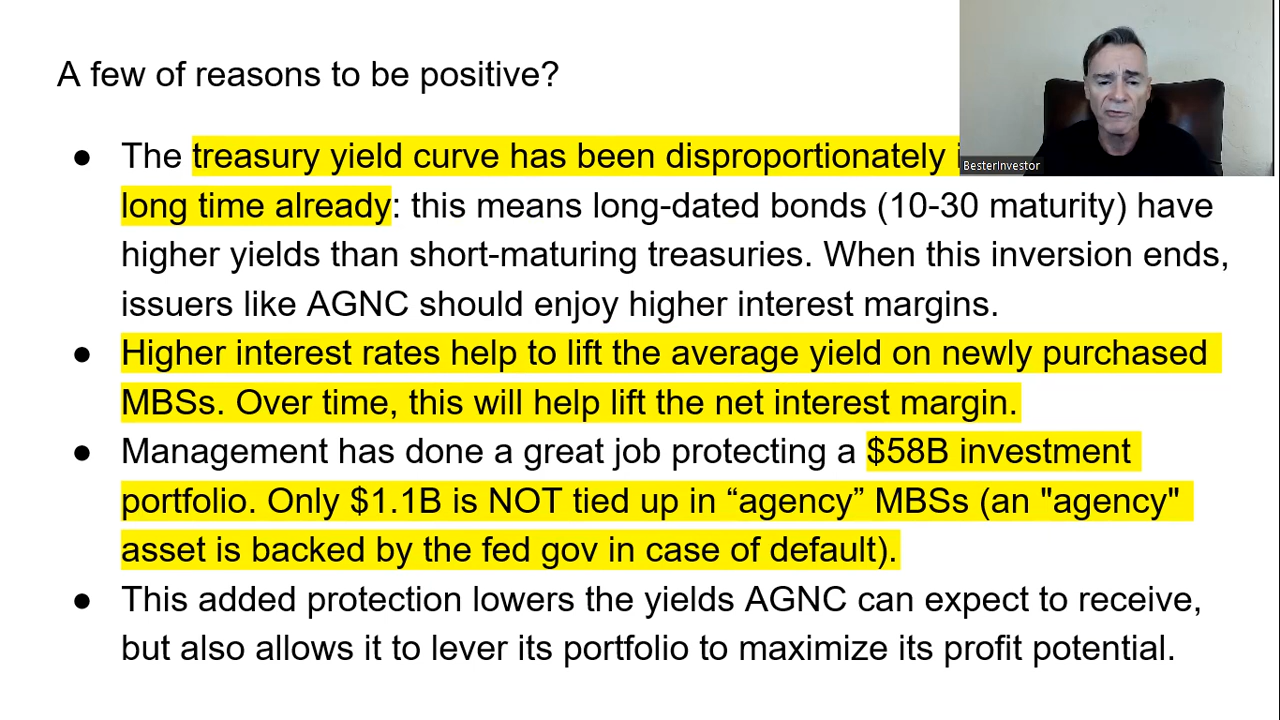 A few of reasons to be positive?
● The treasury yield curve has been disproportionately
BesterInvestor
long time already: this means long-dated bonds (10-30 maturity) have
higher yields than short-maturing treasuries. When this inversion ends,
issuers like AGNC should enjoy higher interest margins.
● Higher interest rates help to lift the average yield on newly purchased
MBSs. Over time, this will help lift the net interest margin.
● Management has done a great job protecting a $58B investment
portfolio. Only $1.1B is NOT tied up in “agency” MBSs (an "agency"
asset is backed by the fed gov in case of default).
● This added protection lowers the yields AGNC can expect to receive,
but also allows it to lever its portfolio to maximize its profit potential.